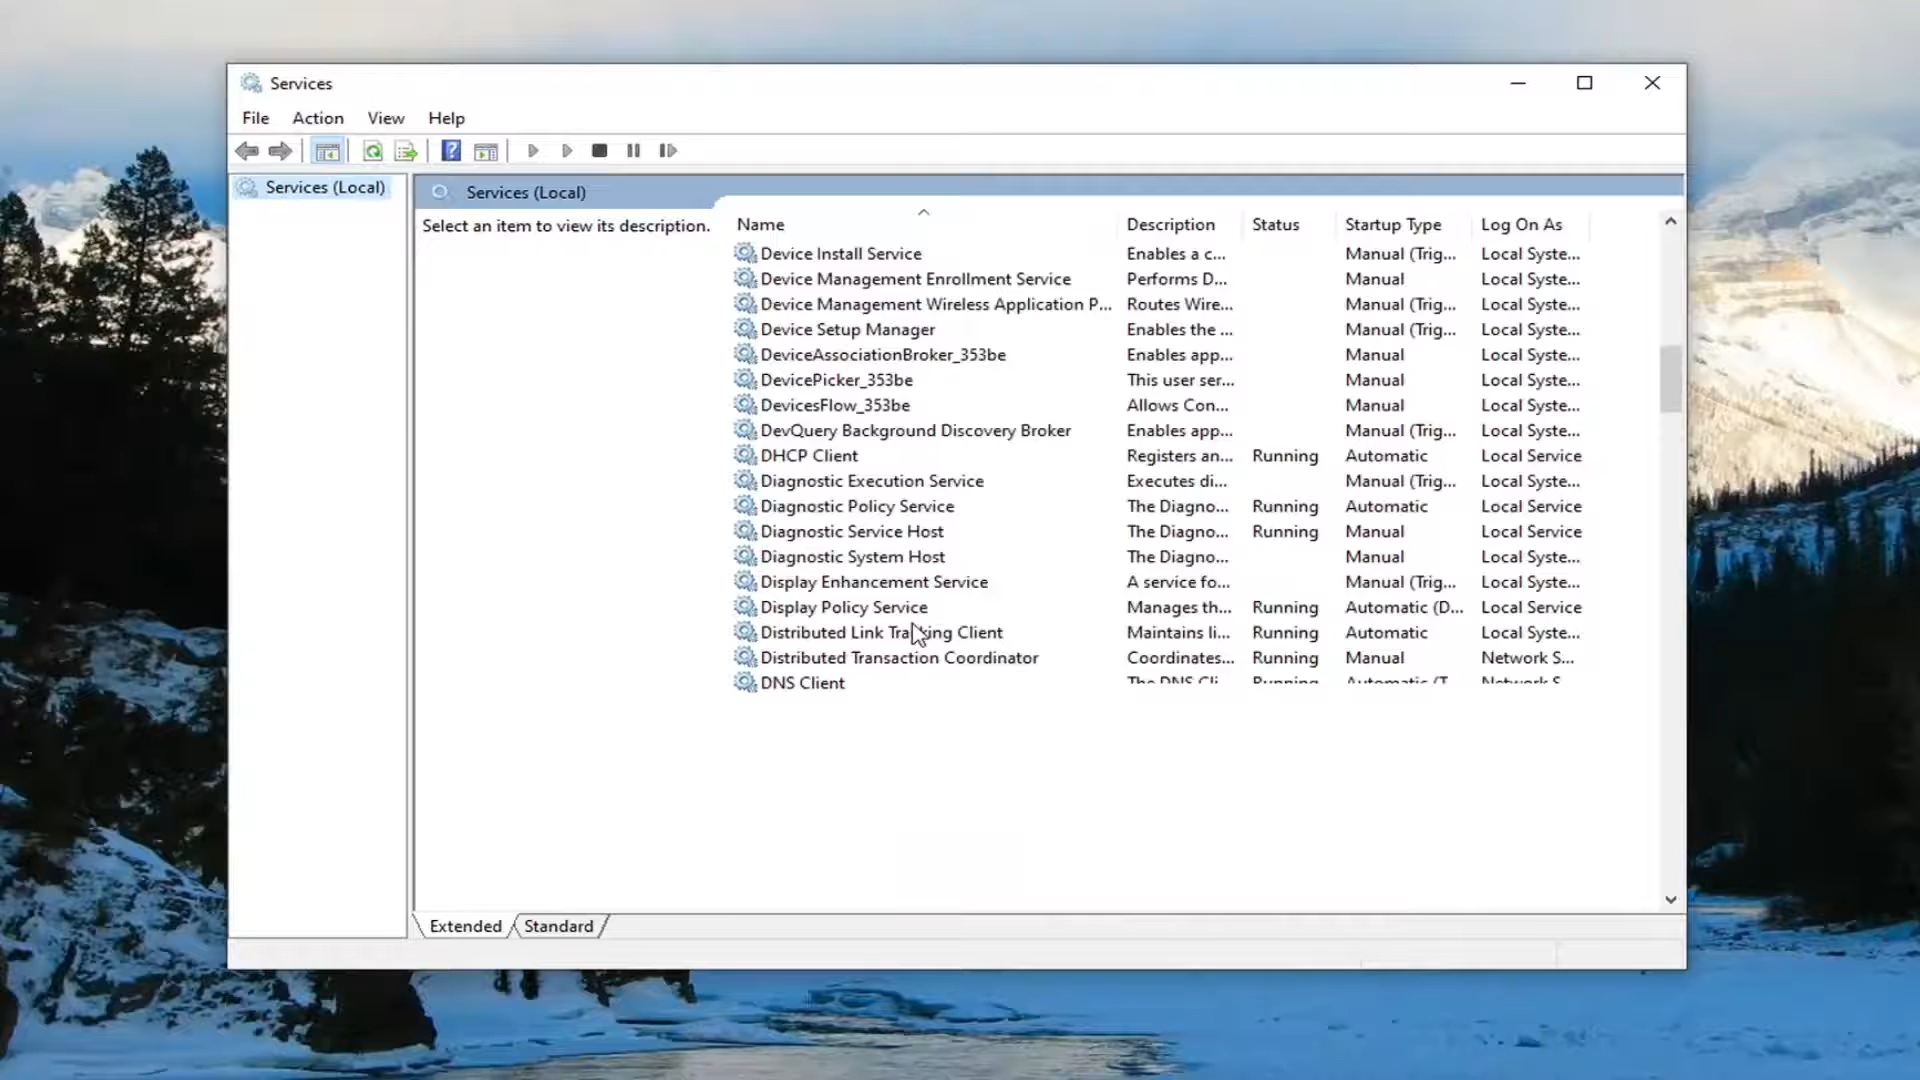 Services
File Action View Help
Services (Local)
Services (Local)
Select an item to view its description.
Name Description Status Startup Type Log On As
Device Install Service Enables a c... Manual (Trig... Local Syste...
Device Management Enrollment Service Performs D... Manual Local Syste...
Device Management Wireless Application P... Routes Wire... Manual (Trig... Local Syste...
Device Setup Manager Enables the ... Manual (Trig... Local Syste...
DeviceAssociationBroker_353be Enables app... Manual Local Syste...
DevicePicker_353be This user ser... Manual Local Syste...
DevicesFlow_353be Allows Con... Manual Local Syste...
DevQuery Background Discovery Broker Enables app... Manual (Trig... Local Syste...
DHCP Client Registers an... Running Automatic Local Service
Diagnostic Execution Service Executes di... Manual (Trig... Local Syste...
Diagnostic Policy Service The Diagno... Running Automatic Local Service
Diagnostic Service Host The Diagno... Running Manual Local Service
Diagnostic System Host The Diagno... Manual Local Syste...
Display Enhancement Service A service fo... Manual (Trig... Local Syste...
Display Policy Service Manages th... Running Automatic (D... Local Service
Distributed Link Tracking Client Maintains li... Running Automatic Local Syste...
Distributed Transaction Coordinator Coordinates... Running Manual Network S...
DNS Client The DNS Cli... Running Automatic (T... Network S...
Extended Standard